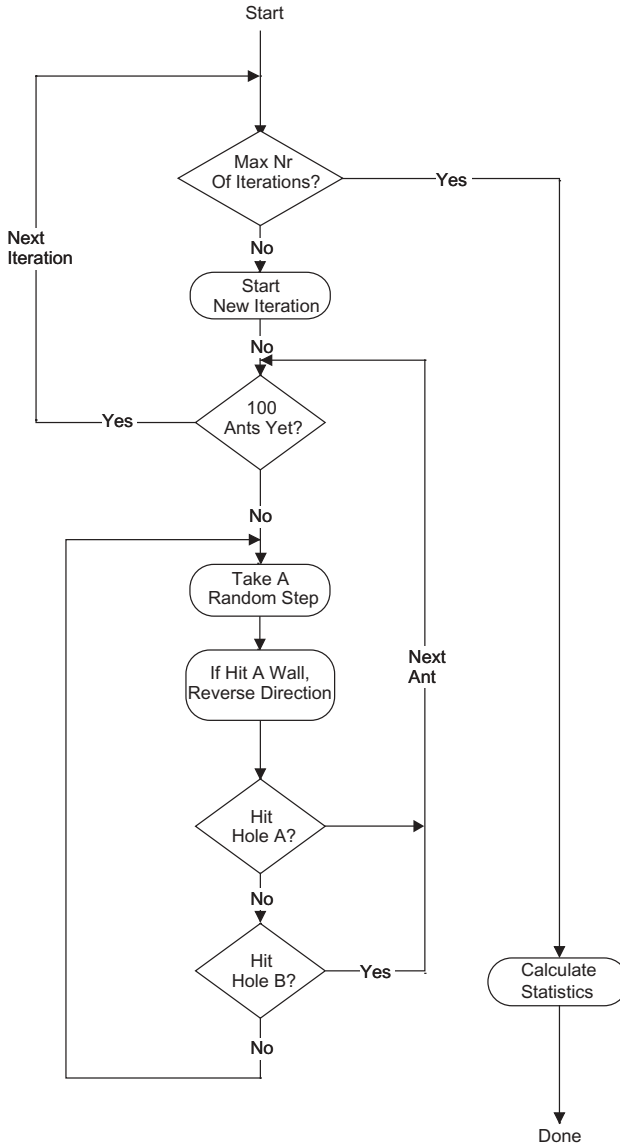 Start
Max Nr
Of Iterations?
Yes
Next
Iteration
No
Start
New Iteration
No
100
Ants Yet?
Yes
No
Take A
Random Step
If Hit A Wall,
Reverse Direction
Next
Ant
Hit
Hole A?
No
Hit
Hole B?
Yes
No
Calculate
Statistics
Done